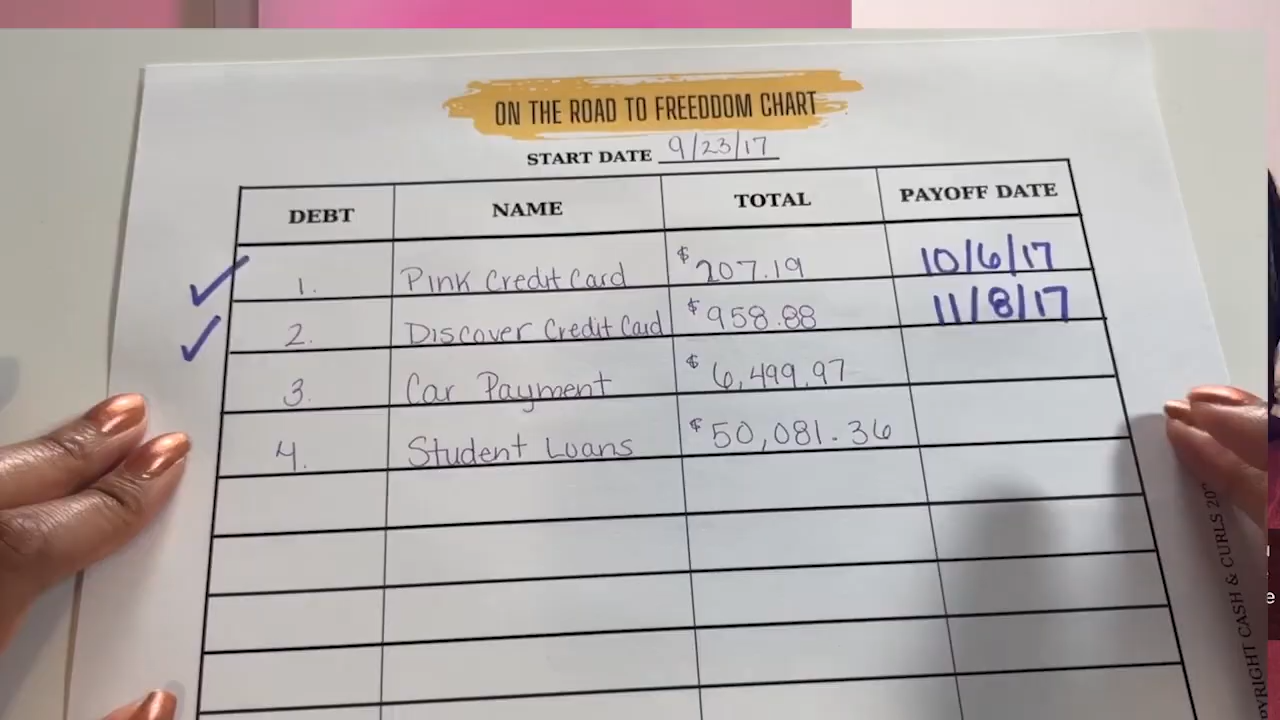 ON THE ROAD TO FREEDDOM CHART
START DATE 9/23/17
DEBT NAME TOTAL PAYOFF DATE
1. Pink Credit Card $207.19 10/6/17
2. Discover Credit Card $958.88 11/8/17
3. Car Payment $6,499.97
4. Student Loans $50,081.36
CASH & CURLS